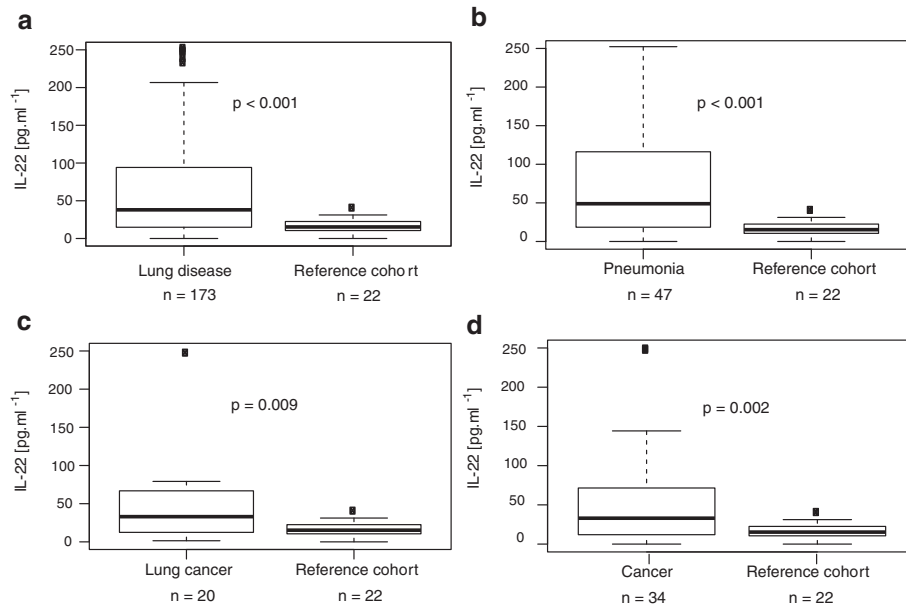 a
250
200
150
100
50
0
IL-22 [pg.ml -1]
p < 0.001
Lung disease
Reference cohort
n = 173
n = 22
b
250
200
150
100
50
0
IL-22 [pg.ml -1]
p < 0.001
Pneumonia
Reference cohort
n = 47
n = 22
c
250
200
150
100
50
0
IL-22 [pg.ml -1]
p = 0.009
Lung cancer
Reference cohort
n = 20
n = 22
d
250
200
150
100
50
0
IL-22 [pg.ml -1]
p = 0.002
Cancer
Reference cohort
n = 34
n = 22